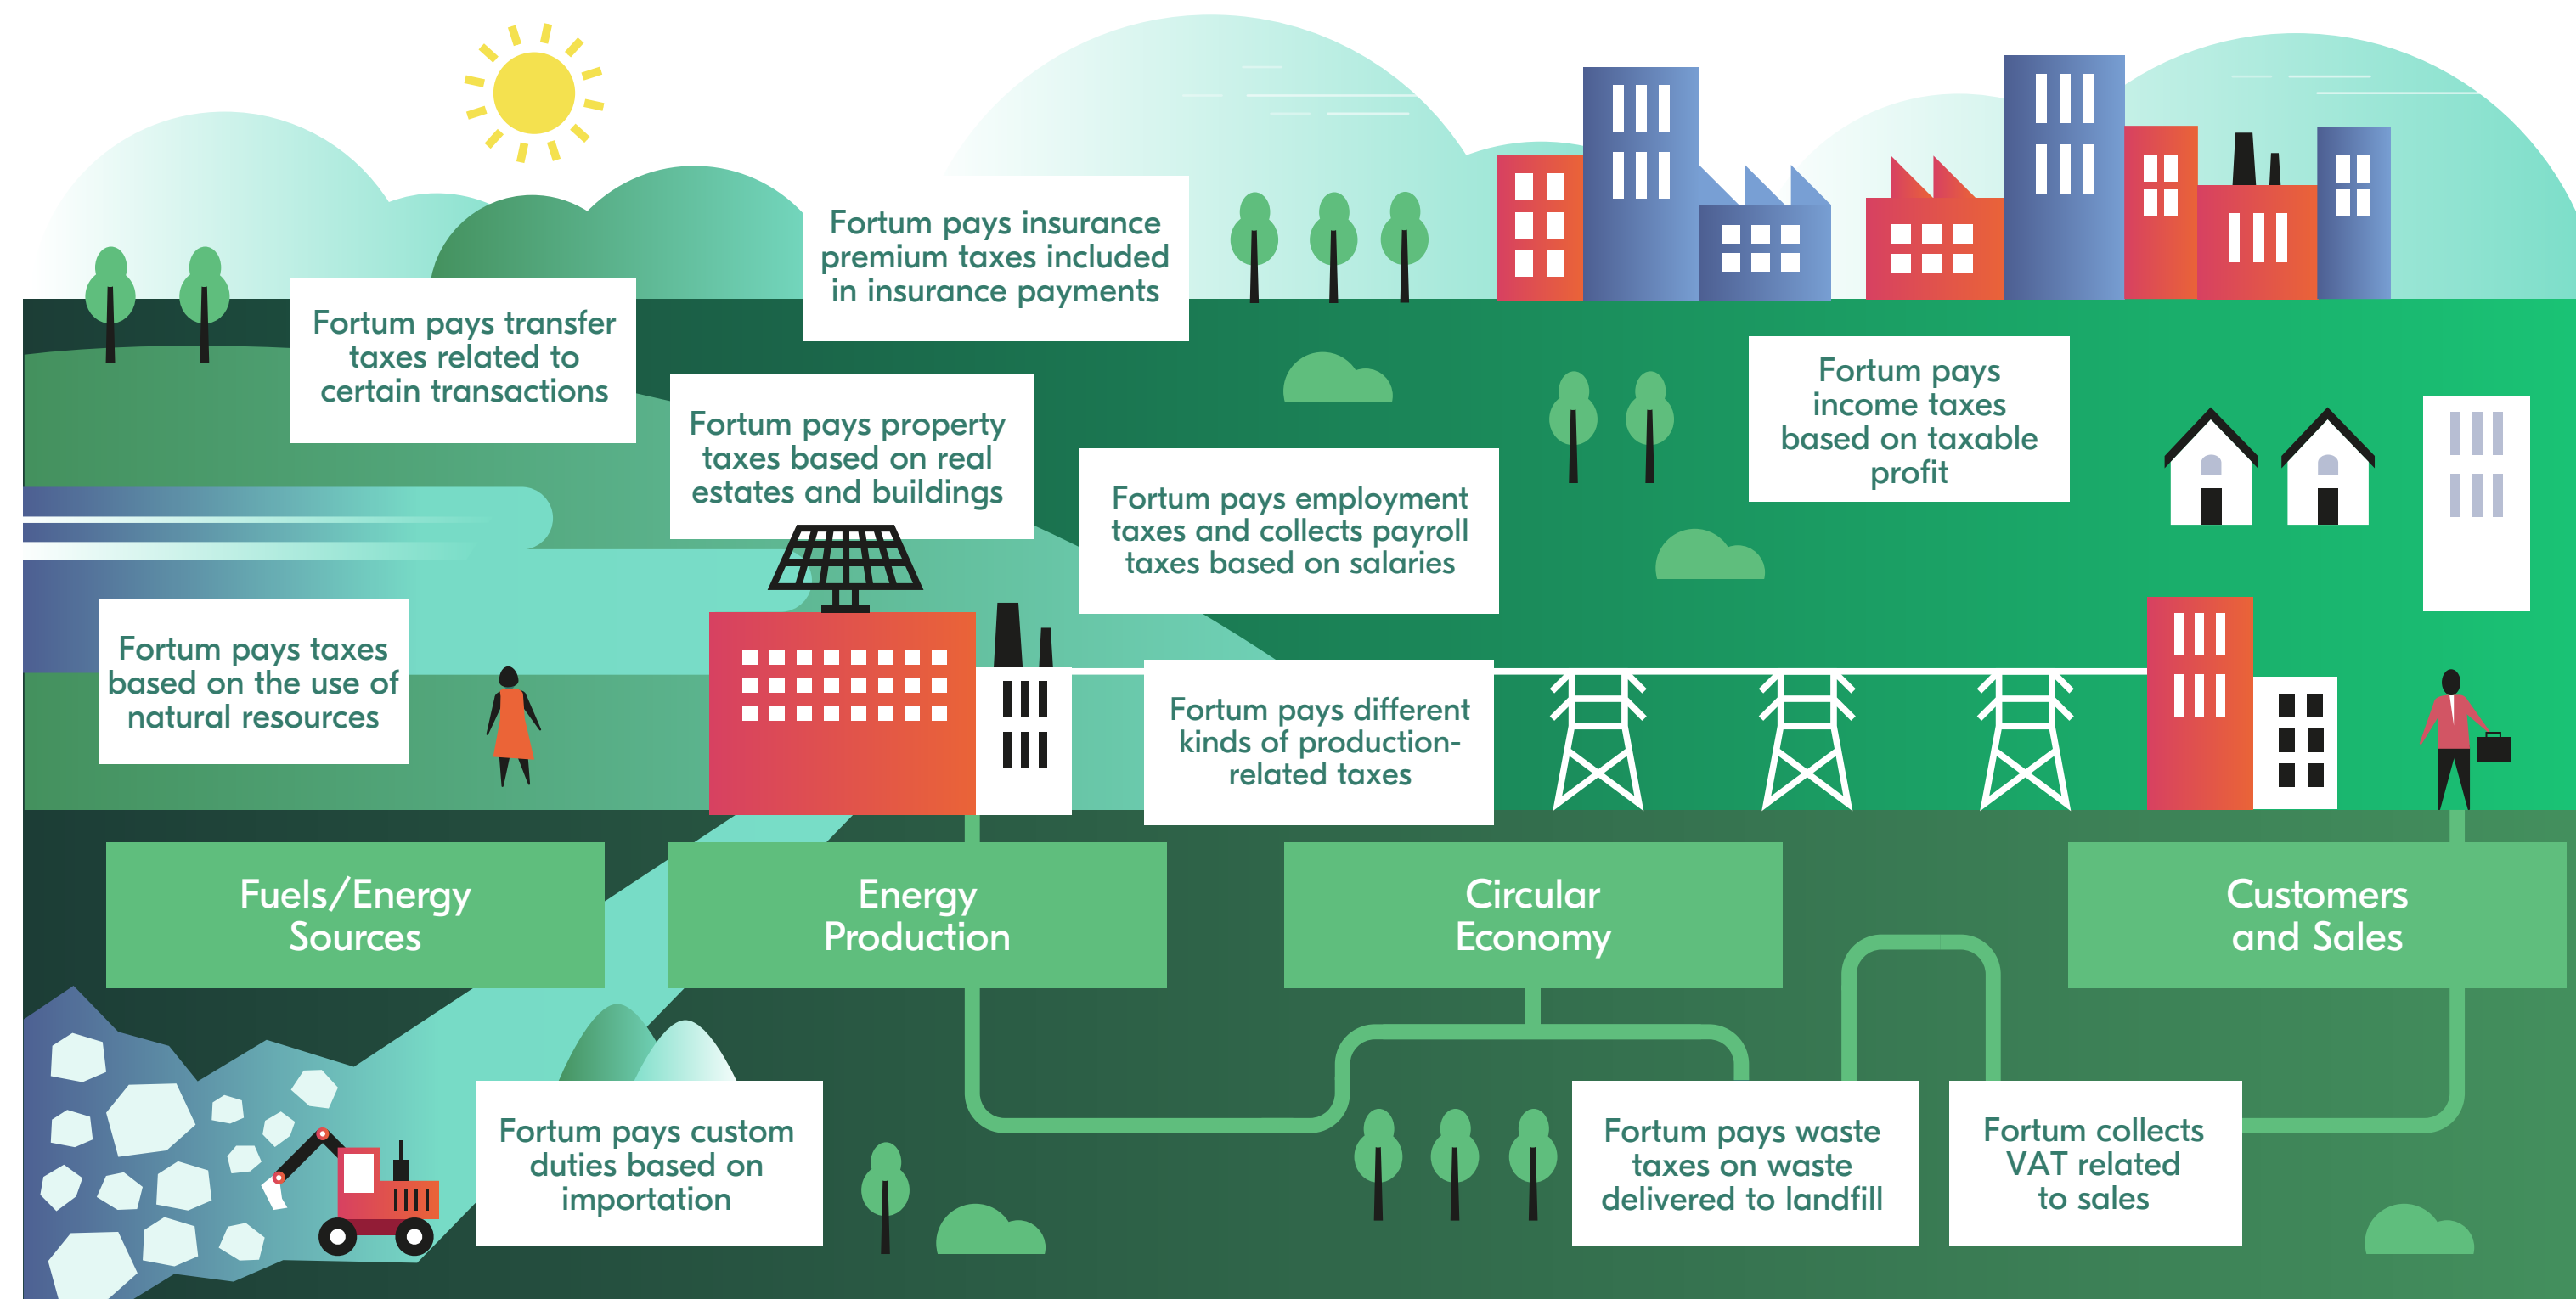 Fortum pays insurance
premium taxes included
in insurance payments
Fortum pays transfer
taxes related to
certain transactions
Fortum pays property
taxes based on real
estates and buildings
Fortum pays
income taxes
based on taxable
profit
Fortum pays employment
taxes and collects payroll
taxes based on salaries
Fortum pays taxes
based on the use of
natural resources
Fortum pays different
kinds of production-
related taxes
Fuels/Energy
Sources
Energy
Production
Circular
Economy
Customers
and Sales
Fortum pays custom
duties based on
importation
Fortum pays waste
taxes on waste
delivered to landfill
Fortum collects
VAT related
to sales